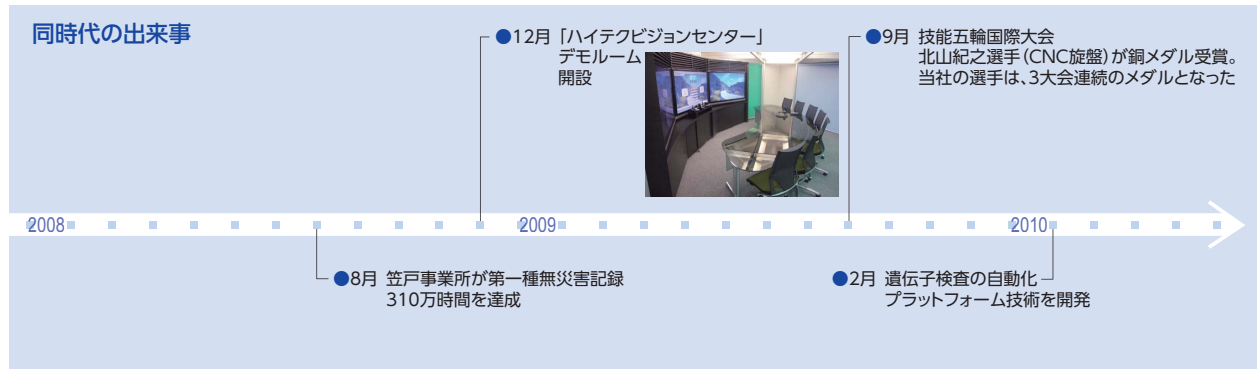 同時代の出来事
●12月 「ハイテクビジョンセンター」
デモルーム
開設
●9月 技能五輪国際大会
北山紀之選手（CNC旋盤）が銅メダル受賞。
当社の選手は、3大会連続のメダルとなった
2008
2009
2010
●8月 笠戸事業所が第一種無災害記録
310万時間を達成
●2月 遺伝子検査の自動化
プラットフォーム技術を開発